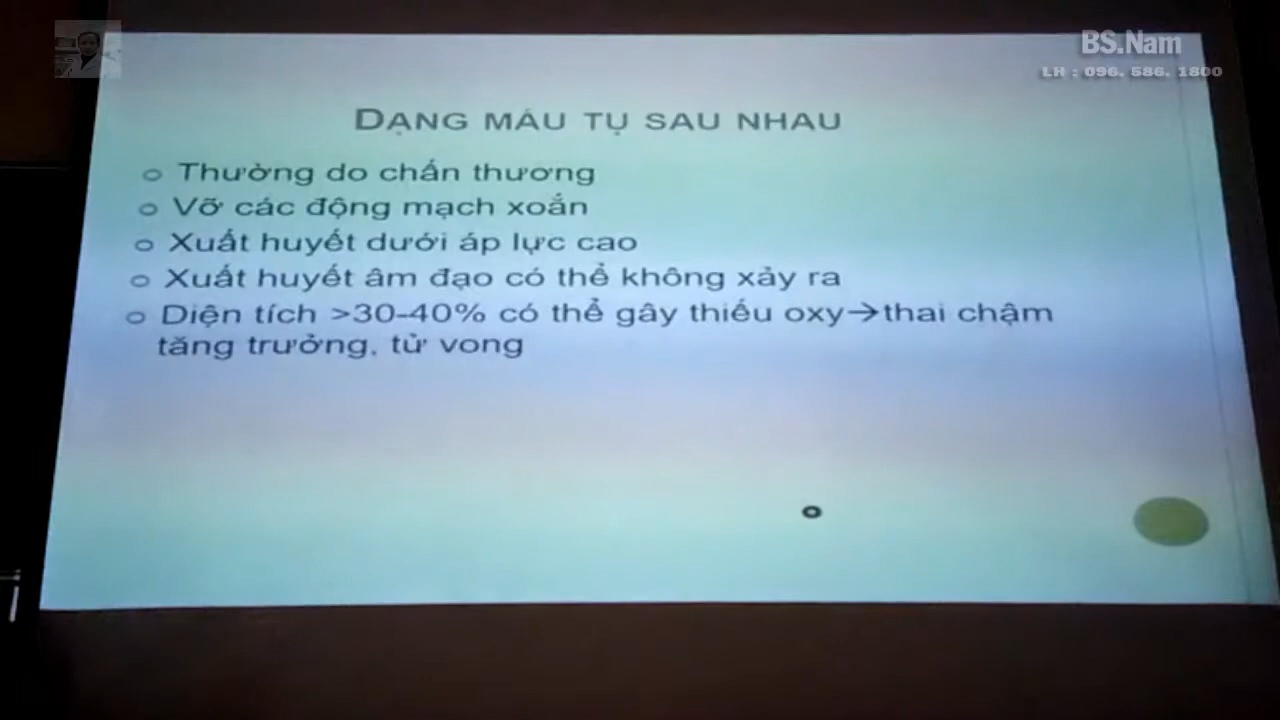 BS.Nam
LH : 096. 586. 1800
DẠNG MÁU TỤ SAU NHAU
Thường do chấn thương
Vỡ các động mạch xoắn
Xuất huyết dưới áp lực cao
Xuất huyết âm đạo có thể không xảy ra
Diện tích >30-40% có thể gây thiếu oxy→thai chậm
tăng trưởng, tử vong